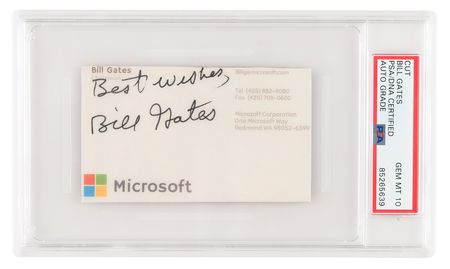 Bill Gates
Best wishes,
Bill Gates
Billg@microsoft.com
Tel (425) 882-8080
Microsoft Corporation
One Microsoft Way
Redmond WA 98052-6399
Microsoft
CUT
BILL GATES
PSA/DNA CERTIFIED
AUTO GRADE
PSA
GEM MT 10
85265639